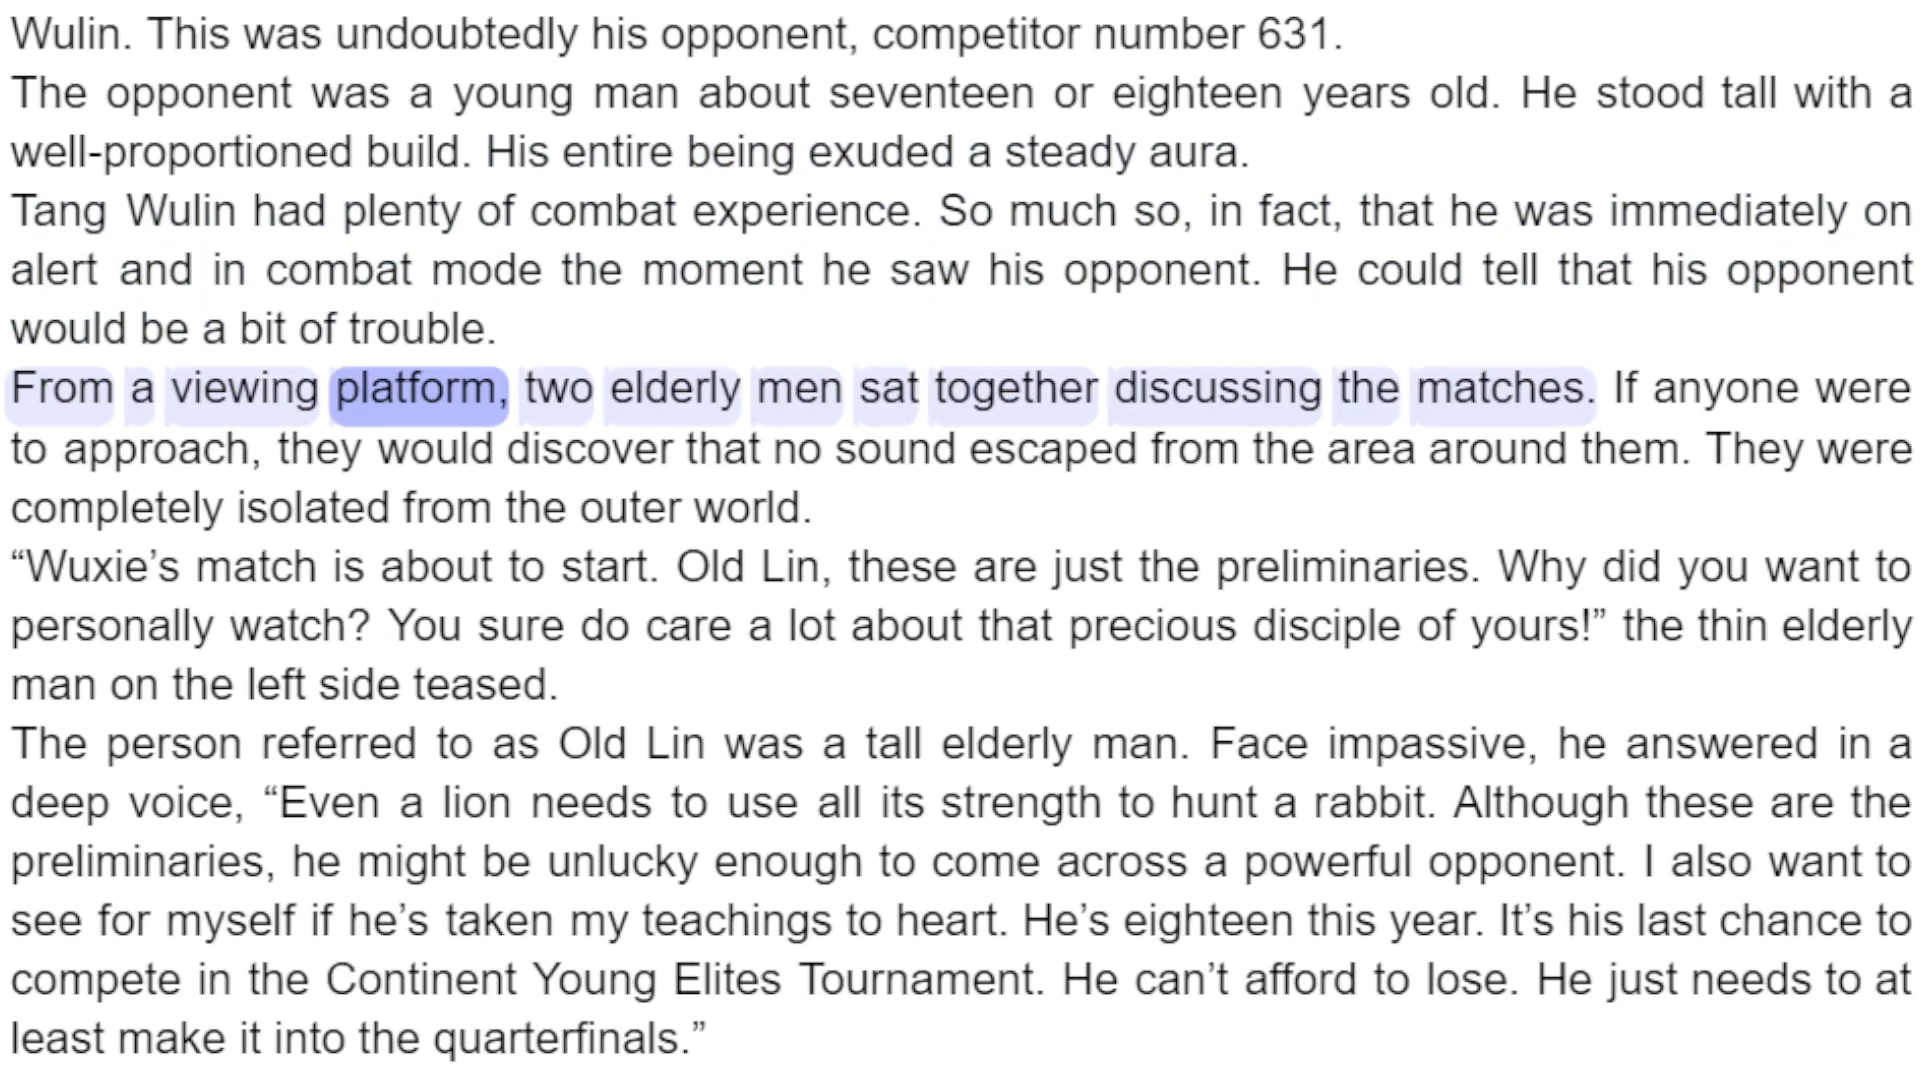 Wulin. This was undoubtedly his opponent, competitor number 631.
The opponent was a young man about seventeen or eighteen years old. He stood tall with a
well-proportioned build. His entire being exuded a steady aura.
Tang Wulin had plenty of combat experience. So much so, in fact, that he was immediately on
alert and in combat mode the moment he saw his opponent. He could tell that his opponent
would be a bit of trouble.
From a viewing platform, two elderly men sat together discussing the matches. If anyone were
to approach, they would discover that no sound escaped from the area around them. They were
completely isolated from the outer world.
“Wuxie’s match is about to start. Old Lin, these are just the preliminaries. Why did you want to
personally watch? You sure do care a lot about that precious disciple of yours!” the thin elderly
man on the left side teased.
The person referred to as Old Lin was a tall elderly man. Face impassive, he answered in a
deep voice, “Even a lion needs to use all its strength to hunt a rabbit. Although these are the
preliminaries, he might be unlucky enough to come across a powerful opponent. I also want to
see for myself if he’s taken my teachings to heart. He’s eighteen this year. It’s his last chance to
compete in the Continent Young Elites Tournament. He can’t afford to lose. He just needs to at
least make it into the quarterfinals.”